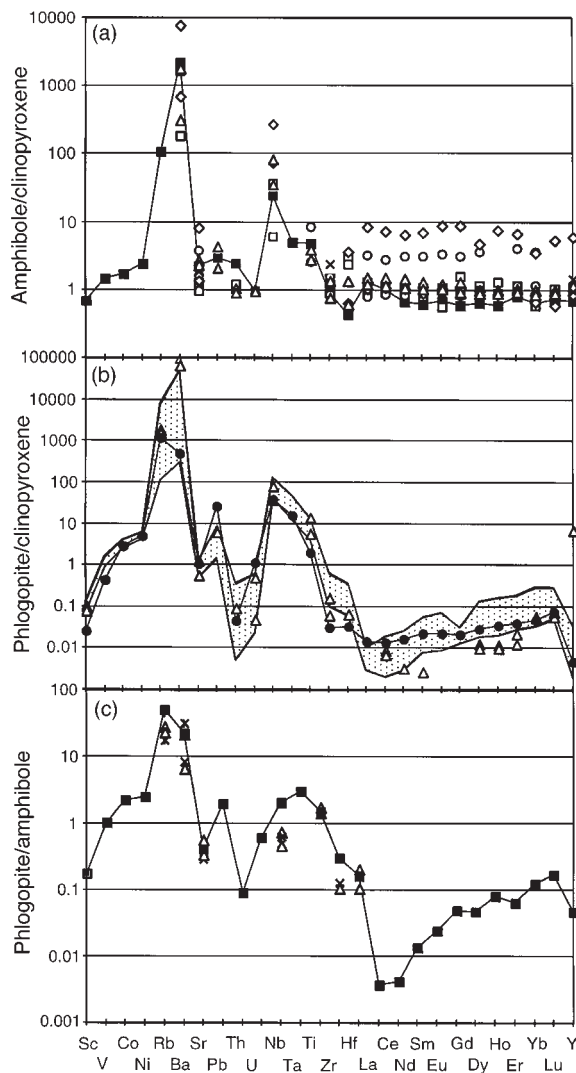 (a)
10000
1000
100
10
1
Amphibole/clinopyroxene
100000
(b)
10000
1000
100
10
1
0.1
0.01
Phlogopite/clinopyroxene
100
(c)
10
1
0.1
0.01
0.001
Phlogopite/amphibole
Sc Co Rb Sr Th Nb Ti Hf Ce Sm Gd Ho Yb Y
V Ni Ba Pb U Ta Zr La Nd Eu Dy Er Lu